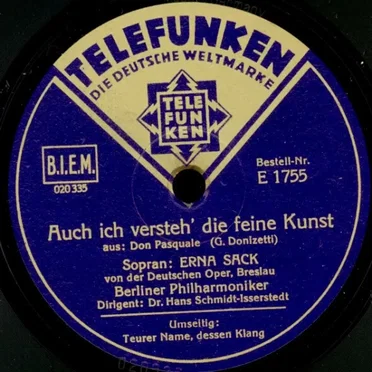 TELEFUNKEN
DIE DEUTSCHE WELTMARKE
TELE
FUN
KEN
B.I.E.M.
020335
Bestell-Nr.
E 1755
Auch ich versteh' die feine Kunst
aus: Don Pasquale (G. Donizetti)
Sopran: ERNA SACK
von der Deutschen Oper, Breslau
Berliner Philharmoniker
Dirigent: Dr. Hans Schmidt-Isserstedt
Umseitig:
Teurer Name, dessen Klang